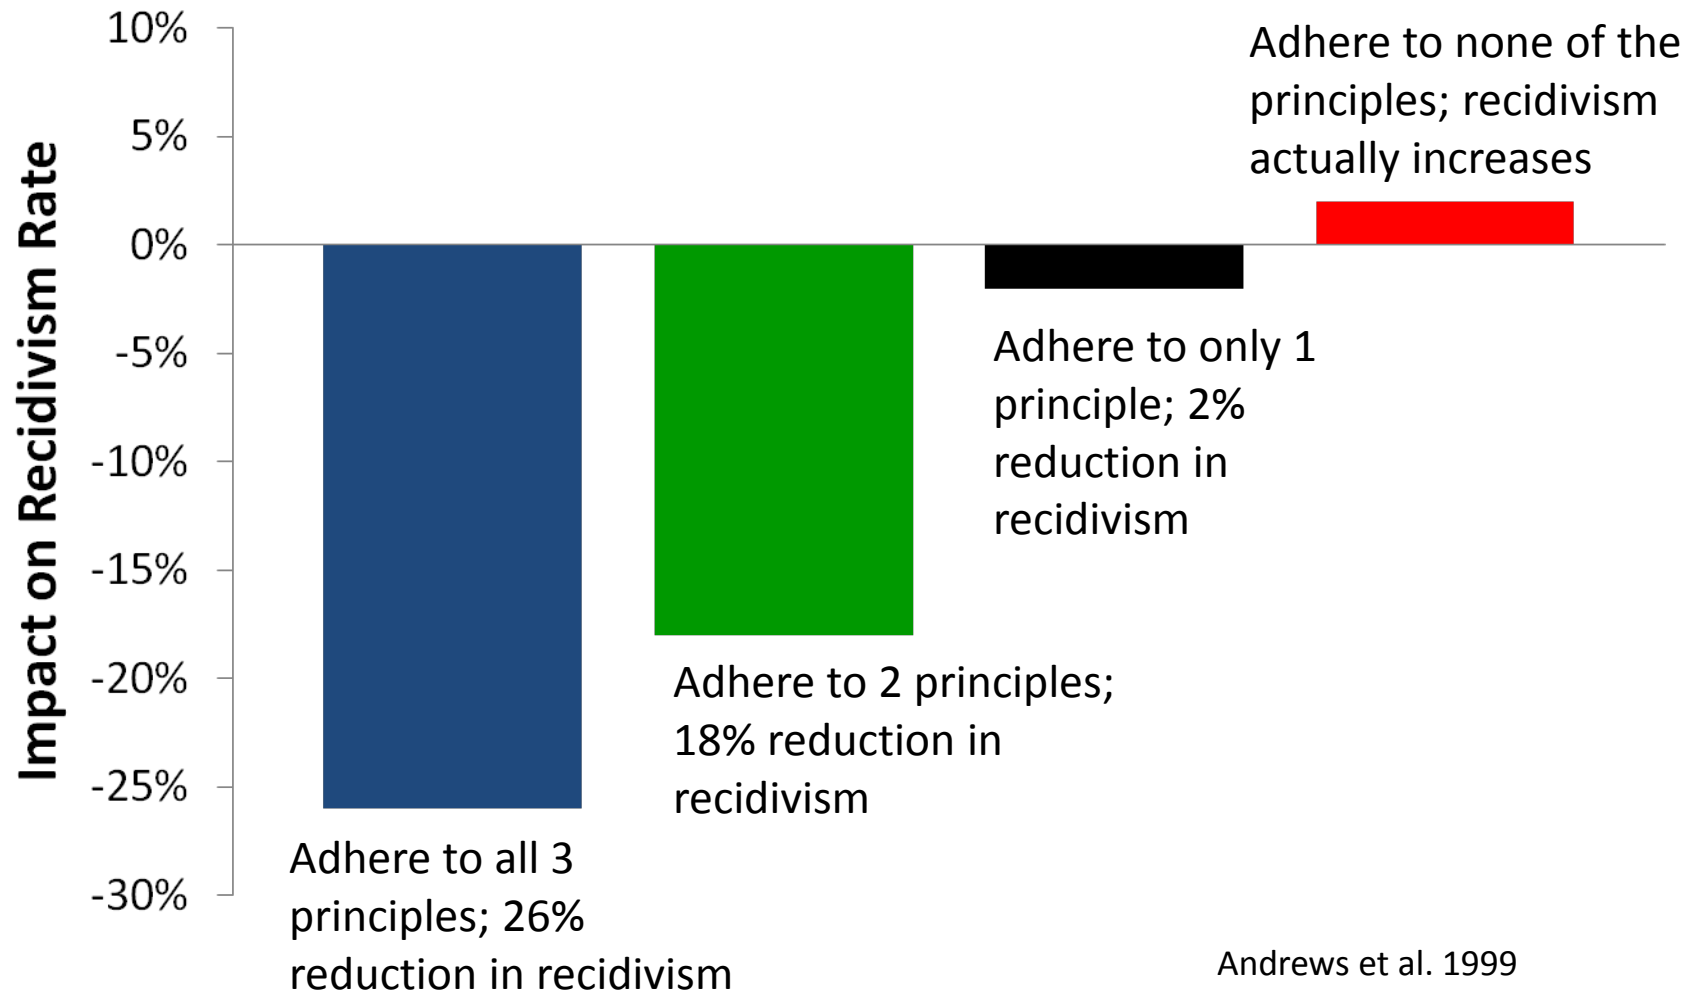 Impact on Recidivism Rate
10%
5%
0%
-5%
-10%
-15%
-20%
-25%
-30%
Adhere to none of the
principles; recidivism
actually increases
Adhere to only 1
principle; 2%
reduction in
recidivism
Adhere to 2 principles;
18% reduction in
recidivism
Adhere to all 3
principles; 26%
reduction in recidivism
Andrews et al. 1999